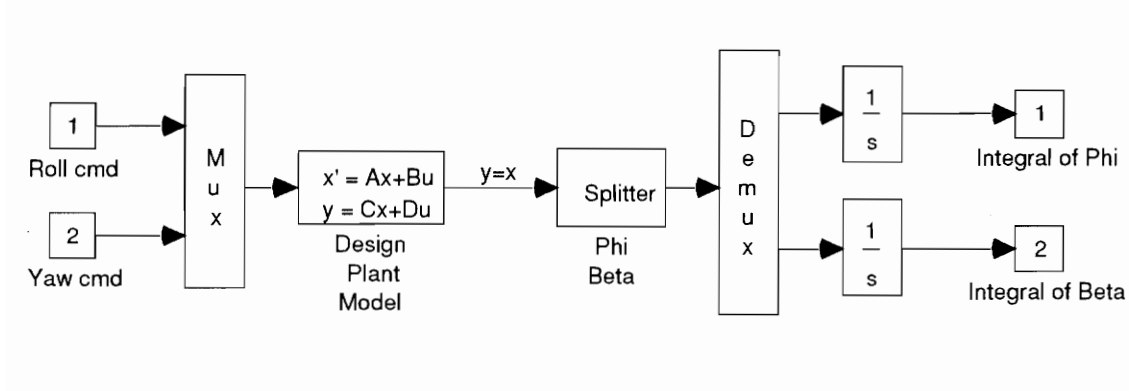 1
Roll cmd
2
Yaw cmd
M
u
x
x' = Ax+Bu
y = Cx+Du
Design
Plant
Model
y=x
Splitter
Phi
Beta
D
e
m
u
x
1
s
1
s
1
Integral of Phi
2
Integral of Beta